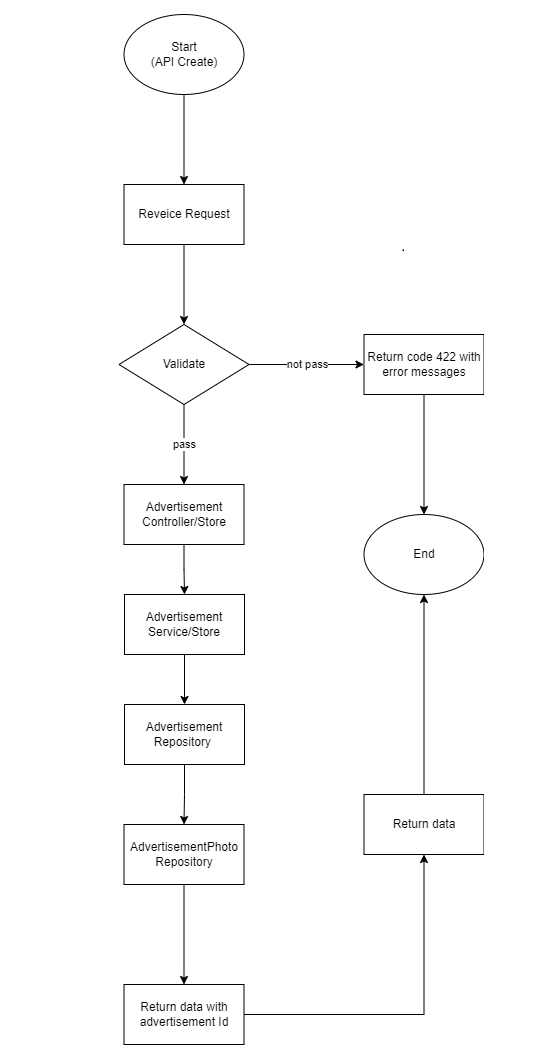 Start
(API Create)
Reveice Request
Validate
not pass
Return code 422 with
error messages
pass
Advertisement
Controller/Store
End
Advertisement
Service/Store
Advertisement
Repository
Return data
AdvertisementPhoto
Repository
Return data with
advertisement Id